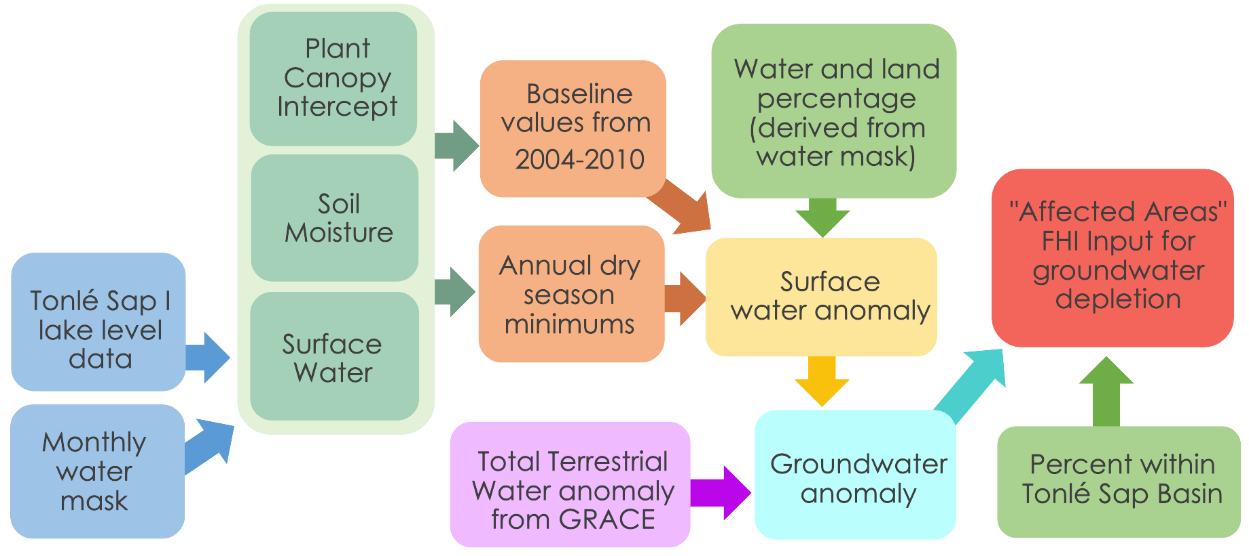 Plant
Canopy
Intercept
Soil
Moisture
Surface
Water
Tonlé Sap l
lake level
data
Monthly
water
mask
Baseline
values from
2004-2010
Annual dry
season
minimums
Water and land
percentage
(derived from
water mask)
Surface
water anomaly
Total Terrestrial
Water anomaly
from GRACE
Groundwater
anomaly
"Affected Areas"
FHI Input for
groundwater
depletion
Percent within
Tonlé Sap Basin